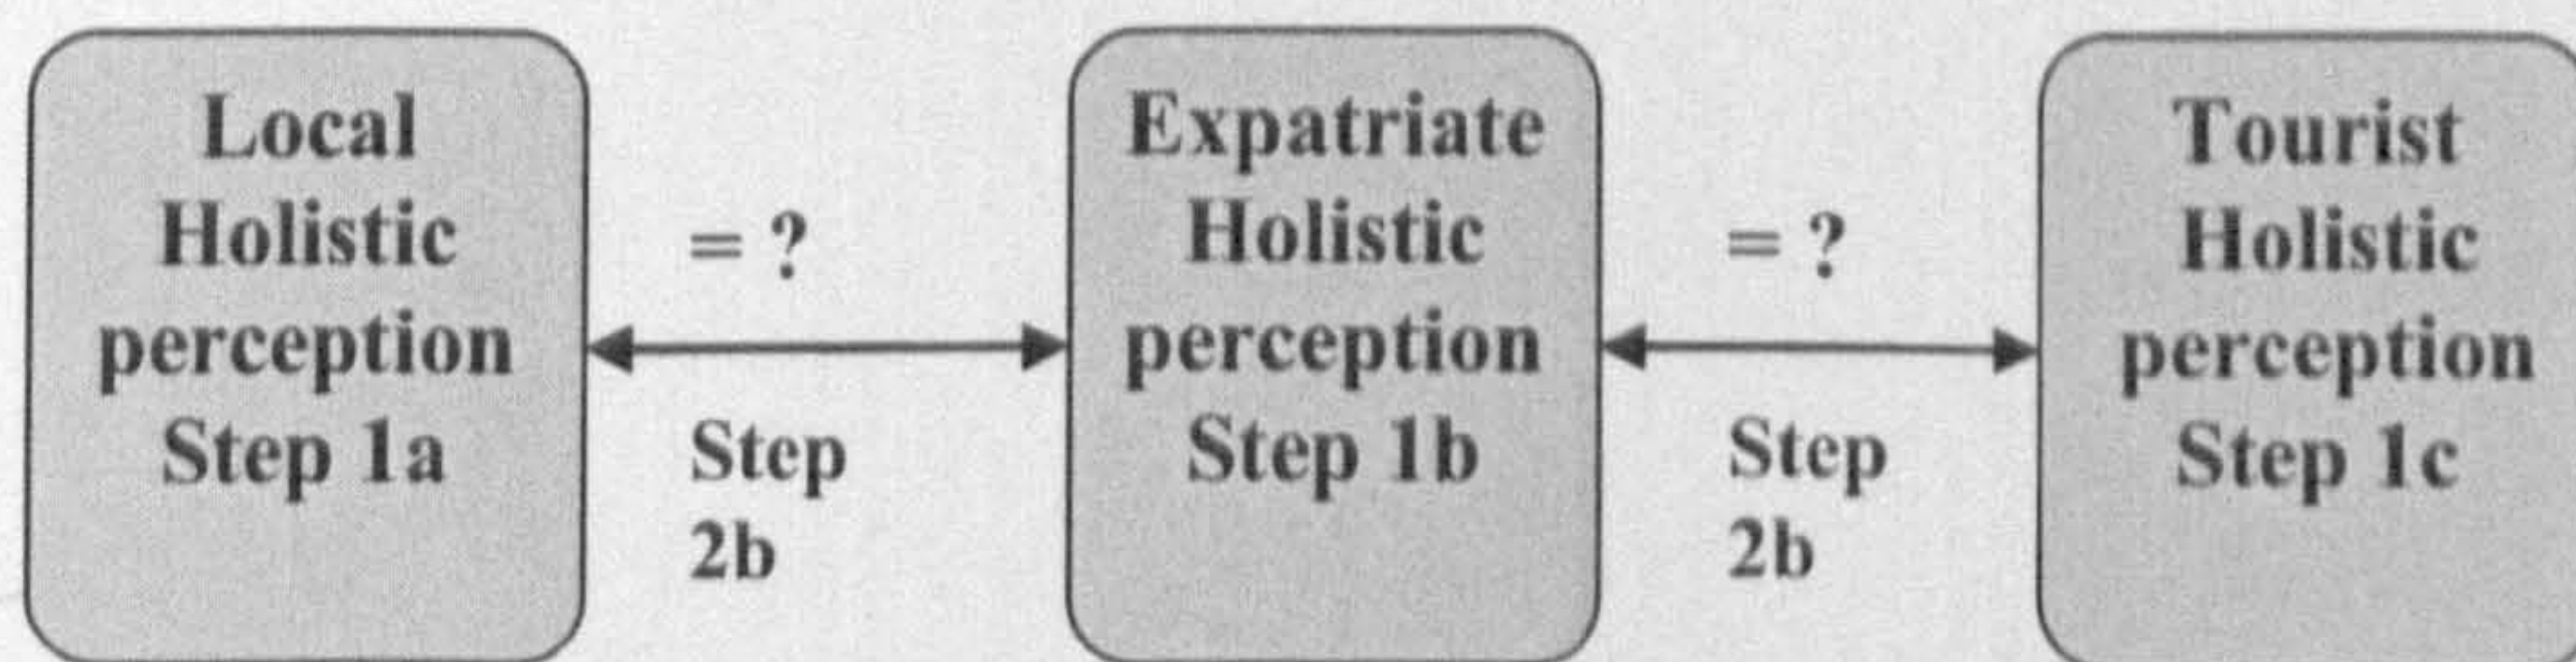 Local
Holistic
perception
Step 1a
= ?
Step
2b
Expatriate
Holistic
perception
Step 1b
= ?
Step
2b
Tourist
Holistic
perception
Step 1c